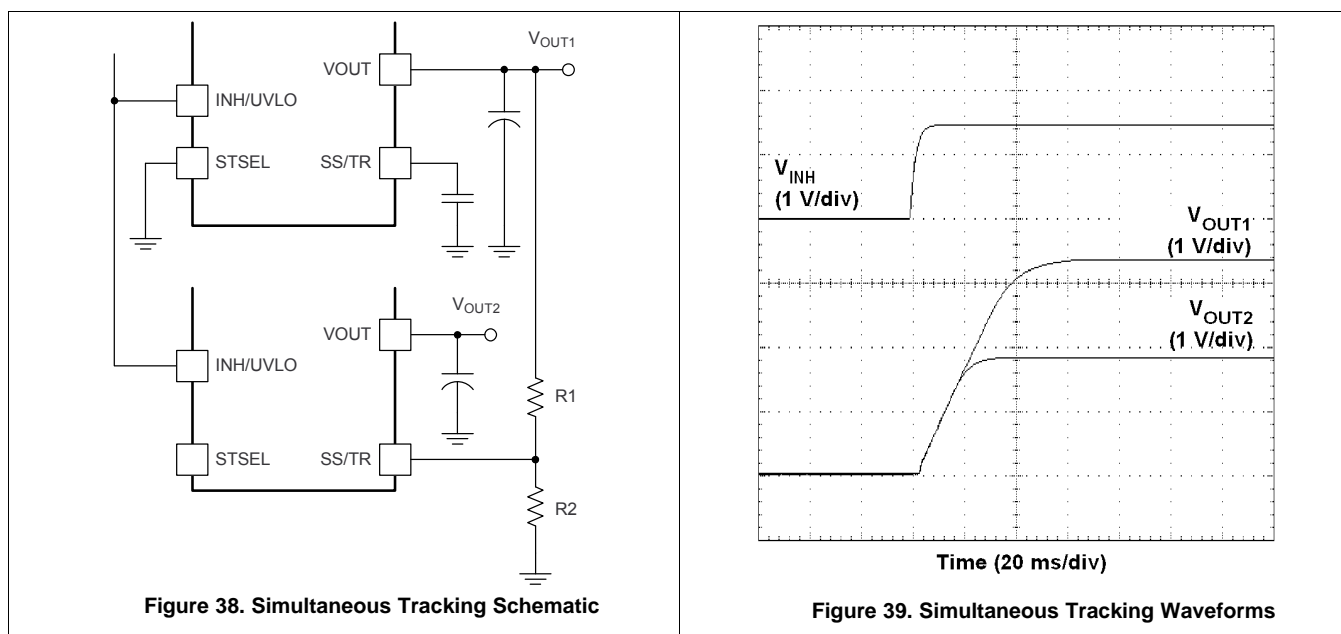 VOUT1
VOUT
INH/UVLO
STSEL
SS/TR
VOUT2
VOUT
INH/UVLO
R1
STSEL
SS/TR
R2
Figure 38. Simultaneous Tracking Schematic
VINH
(1 V/div)
VOUT1
(1 V/div)
VOUT2
(1 V/div)
Time (20 ms/div)
Figure 39. Simultaneous Tracking Waveforms